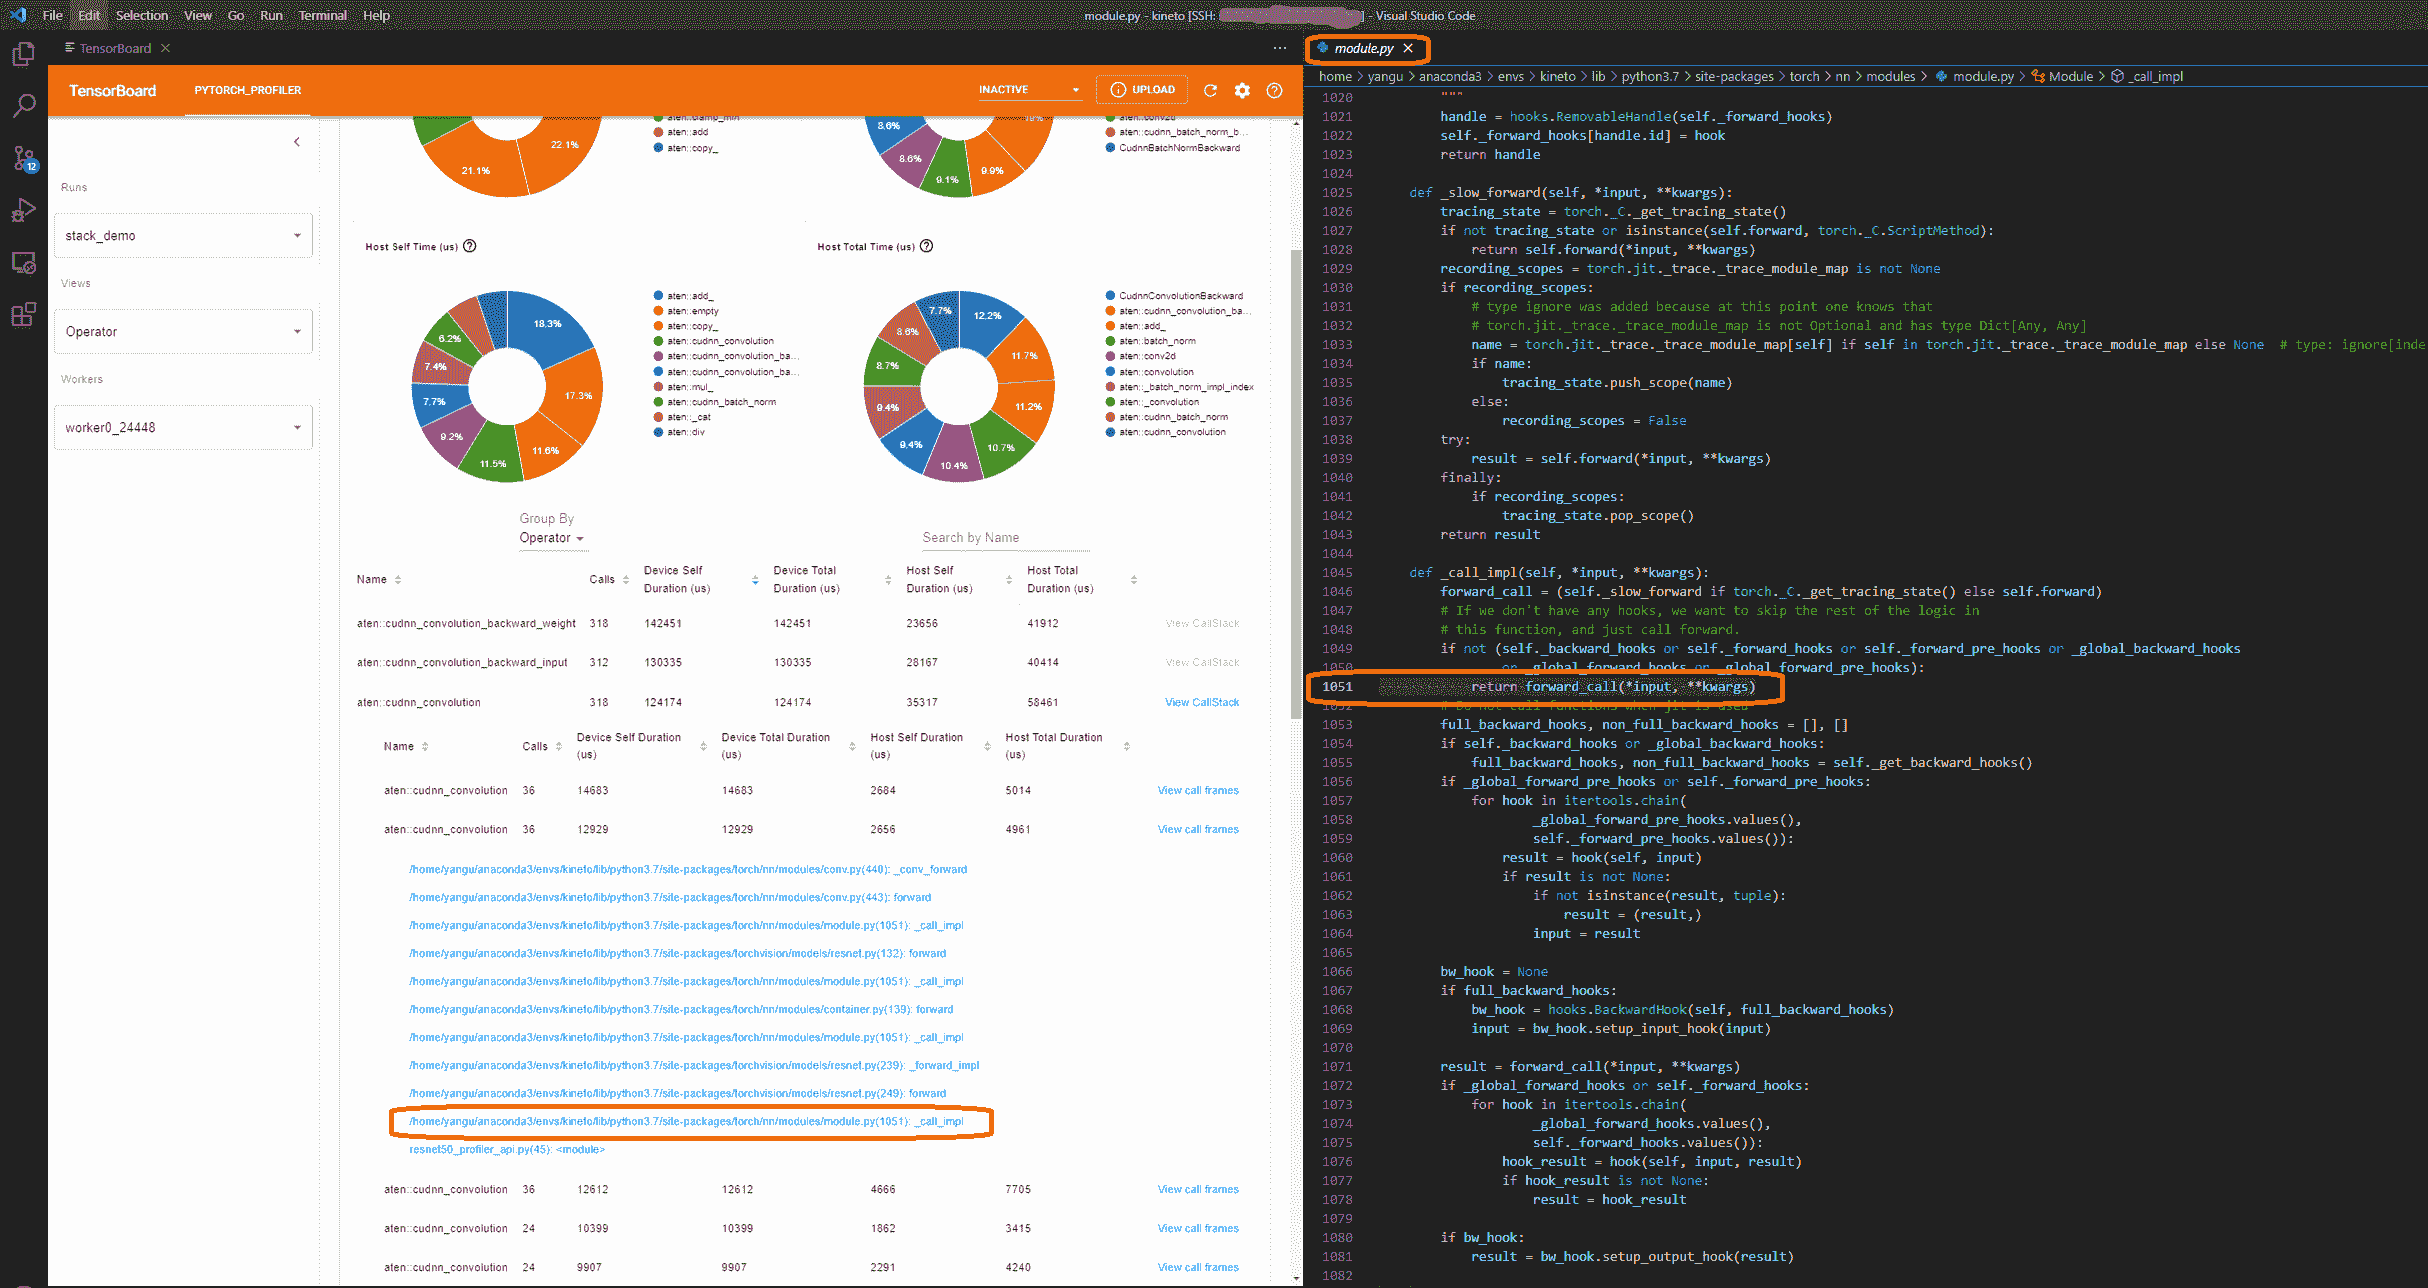 File Edit Selection View Go Run Terminal Help
module.py - kineto [SSH: ] - Visual Studio Code
TensorBoard
TensorBoard PYTORCH_PROFILER INACTIVE UPLOAD
12
Runs
stack_demo
Views
Operator
Workers
worker0_24448
22.1%
21.1%
aten::clamp_min
aten::add
aten::copy_
8.6%
8.6%
9.1%
9.9%
aten::conv2d
aten::cudnn_batch_norm_b...
CudnnBatchNormBackward
Host Self Time (us)
18.3%
17.3%
11.6%
11.5%
9.2%
7.7%
7.4%
6.2%
aten::add_
aten::empty
aten::copy_
aten::cudnn_convolution
aten::cudnn_convolution_ba...
aten::cudnn_convolution_ba...
aten::mul_
aten::cudnn_batch_norm
aten::_cat
aten::div
Host Total Time (us)
12.2%
11.7%
11.2%
10.7%
10.4%
9.4%
9.4%
8.7%
8.6%
7.7%
CudnnConvolutionBackward
aten::cudnn_convolution_ba...
aten::add_
aten::batch_norm
aten::conv2d
aten::convolution
aten::_batch_norm_impl_index
aten::_convolution
aten::cudnn_batch_norm
aten::cudnn_convolution
Group By
Operator
Search by Name
Name Calls Device Self Duration (us) Device Total Duration (us) Host Self Duration (us) Host Total Duration (us)
aten::cudnn_convolution_backward_weight 318 142451 142451 23656 41912 View CallStack
aten::cudnn_convolution_backward_input 312 130335 130335 28167 40414 View CallStack
aten::cudnn_convolution 318 124174 124174 35317 58461 View CallStack
Name Calls Device Self Duration (us) Device Total Duration (us) Host Self Duration (us) Host Total Duration (us)
aten::cudnn_convolution 36 14683 14683 2684 5014 View call frames
aten::cudnn_convolution 36 12929 12929 2656 4961 View call frames
/home/yangu/anaconda3/envs/kineto/lib/python3.7/site-packages/torch/nn/modules/conv.py(440): _conv_forward
/home/yangu/anaconda3/envs/kineto/lib/python3.7/site-packages/torch/nn/modules/conv.py(443): forward
/home/yangu/anaconda3/envs/kineto/lib/python3.7/site-packages/torch/nn/modules/module.py(1051): _call_impl
/home/yangu/anaconda3/envs/kineto/lib/python3.7/site-packages/torchvision/models/resnet.py(132): forward
/home/yangu/anaconda3/envs/kineto/lib/python3.7/site-packages/torch/nn/modules/module.py(1051): _call_impl
/home/yangu/anaconda3/envs/kineto/lib/python3.7/site-packages/torch/nn/modules/container.py(139): forward
/home/yangu/anaconda3/envs/kineto/lib/python3.7/site-packages/torch/nn/modules/module.py(1051): _call_impl
/home/yangu/anaconda3/envs/kineto/lib/python3.7/site-packages/torchvision/models/resnet.py(239): _forward_impl
/home/yangu/anaconda3/envs/kineto/lib/python3.7/site-packages/torchvision/models/resnet.py(249): forward
/home/yangu/anaconda3/envs/kineto/lib/python3.7/site-packages/torch/nn/modules/module.py(1051): _call_impl
resnet50_profiler_api.py(45): <module>
aten::cudnn_convolution 36 12612 12612 4666 7705 View call frames
aten::cudnn_convolution 24 10399 10399 1862 3415 View call frames
aten::cudnn_convolution 24 9907 9907 2291 4240 View call frames
module.py
home > yangu > anaconda3 > envs > kineto > lib > python3.7 > site-packages > torch > nn > modules > module.py > Module > _call_impl
1020 """
1021 handle = hooks.RemovableHandle(self._forward_hooks)
1022 self._forward_hooks[handle.id] = hook
1023 return handle
1024
1025 def _slow_forward(self, *input, **kwargs):
1026 tracing_state = torch._C._get_tracing_state()
1027 if not tracing_state or isinstance(self.forward, torch._C.ScriptMethod):
1028 return self.forward(*input, **kwargs)
1029 recording_scopes = torch.jit._trace._trace_module_map is not None
1030 if recording_scopes:
1031 # type ignore was added because at this point one knows that
1032 # torch.jit._trace._trace_module_map is not Optional and has type Dict[Any, Any]
1033 name = torch.jit._trace._trace_module_map[self] if self in torch.jit._trace._trace_module_map else None # type: ignore[inde
1034 if name:
1035 tracing_state.push_scope(name)
1036 else:
1037 recording_scopes = False
1038 try:
1039 result = self.forward(*input, **kwargs)
1040 finally:
1041 if recording_scopes:
1042 tracing_state.pop_scope()
1043 return result
1044
1045 def _call_impl(self, *input, **kwargs):
1046 forward_call = (self._slow_forward if torch._C._get_tracing_state() else self.forward)
1047 # If we don't have any hooks, we want to skip the rest of the logic in
1048 # this function, and just call forward.
1049 if not (self._backward_hooks or self._forward_hooks or self._forward_pre_hooks or _global_backward_hooks
1050 or _global_forward_hooks or _global_forward_pre_hooks):
1051 return forward_call(*input, **kwargs)
1052 # Do not call functions when jit is used
1053 full_backward_hooks, non_full_backward_hooks = [], []
1054 if self._backward_hooks or _global_backward_hooks:
1055 full_backward_hooks, non_full_backward_hooks = self._get_backward_hooks()
1056 if _global_forward_pre_hooks or self._forward_pre_hooks:
1057 for hook in itertools.chain(
1058 _global_forward_pre_hooks.values(),
1059 self._forward_pre_hooks.values()):
1060 result = hook(self, input)
1061 if result is not None:
1062 if not isinstance(result, tuple):
1063 result = (result,)
1064 input = result
1065
1066 bw_hook = None
1067 if full_backward_hooks:
1068 bw_hook = hooks.BackwardHook(self, full_backward_hooks)
1069 input = bw_hook.setup_input_hook(input)
1070
1071 result = forward_call(*input, **kwargs)
1072 if _global_forward_hooks or self._forward_hooks:
1073 for hook in itertools.chain(
1074 _global_forward_hooks.values(),
1075 self._forward_hooks.values()):
1076 hook_result = hook(self, input, result)
1077 if hook_result is not None:
1078 result = hook_result
1079
1080 if bw_hook:
1081 result = bw_hook.setup_output_hook(result)
1082